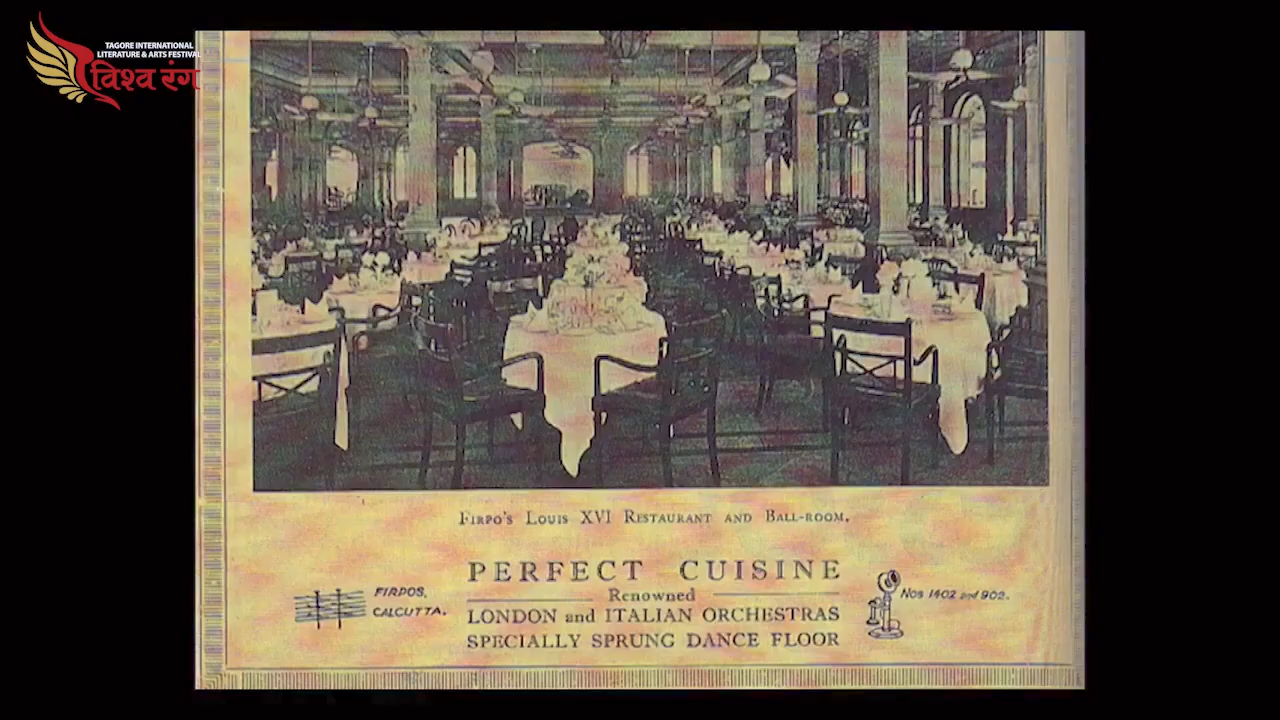 TAGORE INTERNATIONAL
LITERATURE & ARTS FESTIVAL
विश्व रंग
FIRPO'S LOUIS XVI RESTAURANT AND BALL-ROOM.
PERFECT CUISINE
Renowned
LONDON and ITALIAN ORCHESTRAS
SPECIALLY SPRUNG DANCE FLOOR
FIRPOS,
CALCUTTA.
Nos 1402 and 902.